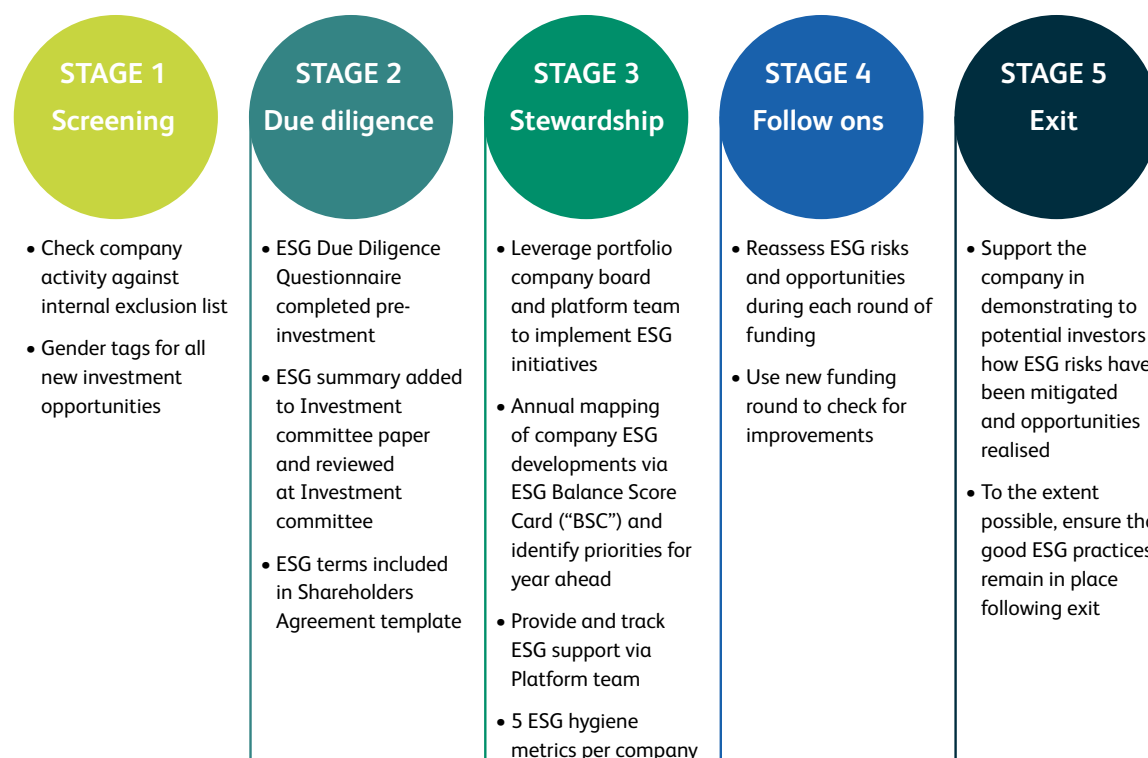 STAGE 1
Screening
• Check company
activity against
internal exclusion list
• Gender tags for all
new investment
opportunities
STAGE 2
Due diligence
• ESG Due Diligence
Questionnaire
completed pre-
investment
• ESG summary added
to Investment
committee paper
and reviewed
at Investment
committee
• ESG terms included
in Shareholders
Agreement template
STAGE 3
Stewardship
• Leverage portfolio
company board
and platform team
to implement ESG
initiatives
• Annual mapping
of company ESG
developments via
ESG Balance Score
Card (“BSC”) and
identify priorities for
year ahead
• Provide and track
ESG support via
Platform team
• 5 ESG hygiene
metrics per company
STAGE 4
Follow ons
• Reassess ESG risks
and opportunities
during each round of
funding
• Use new funding
round to check for
improvements
STAGE 5
Exit
• Support the
company in
demonstrating to
potential investors
how ESG risks have
been mitigated
and opportunities
realised
• To the extent
possible, ensure
good ESG practices
remain in place
following exit